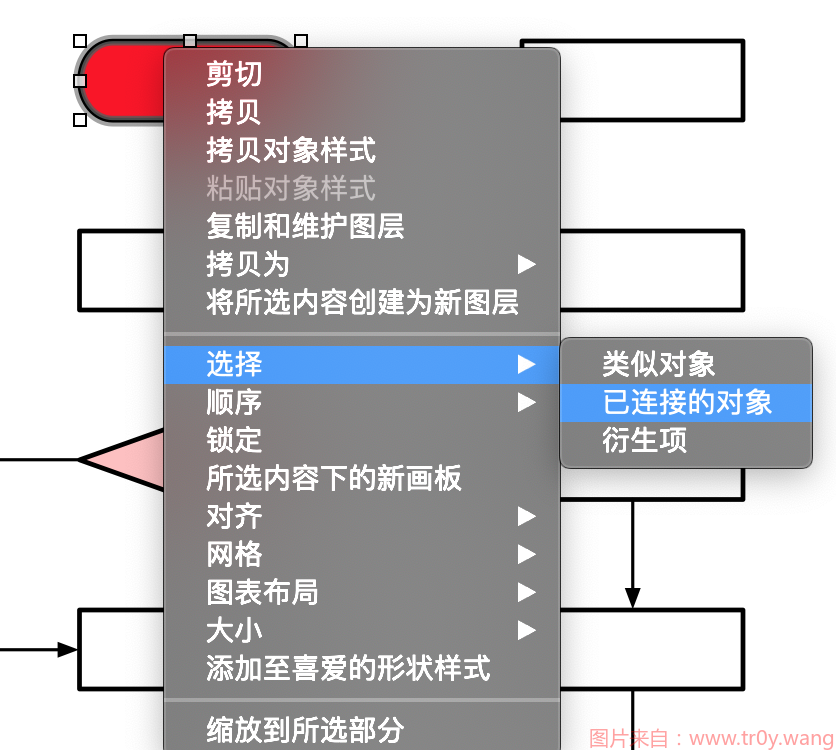 剪切
拷贝
拷贝对象样式
粘贴对象样式
复制和维护图层
拷贝为
将所选内容创建为新图层
选择
类似对象
已连接的对象
衍生项
顺序
锁定
所选内容下的新画板
对齐
网格
图表布局
大小
添加至喜爱的形状样式
缩放到所选部分
图片来自：www.tr0y.wang